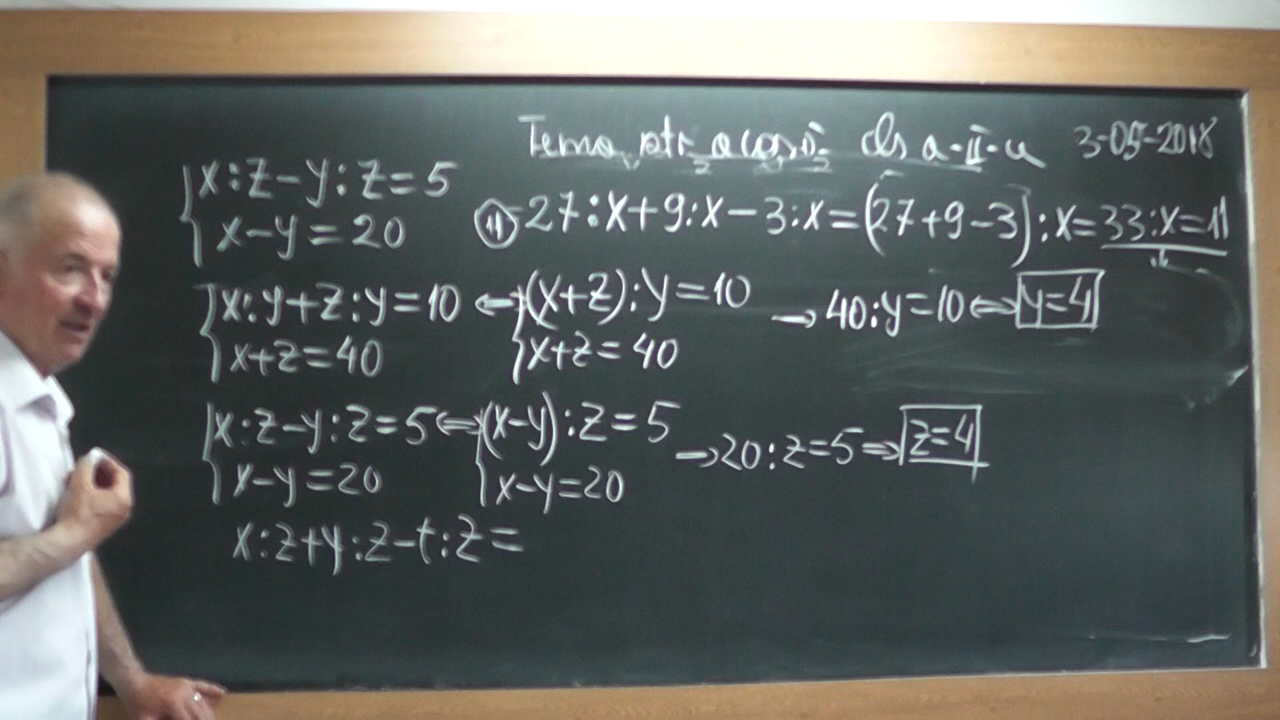 Tema ptr acasă cls a-II-a 3-05-2018
x:z-y:z=5
x-y=20
(11) 27:x+9:x-3:x=(27+9-3):x=33:x=11
x:y+z:y=10 ↔ (x+z):y=10 → 40:y=10 ⇔ y=4
x+z=40 x+z=40
x:z-y:z=5 ⇔ (x-y):z=5 → 20:z=5 ⇒ z=4
x-y=20 x-y=20
x:z+y:z-t:z=